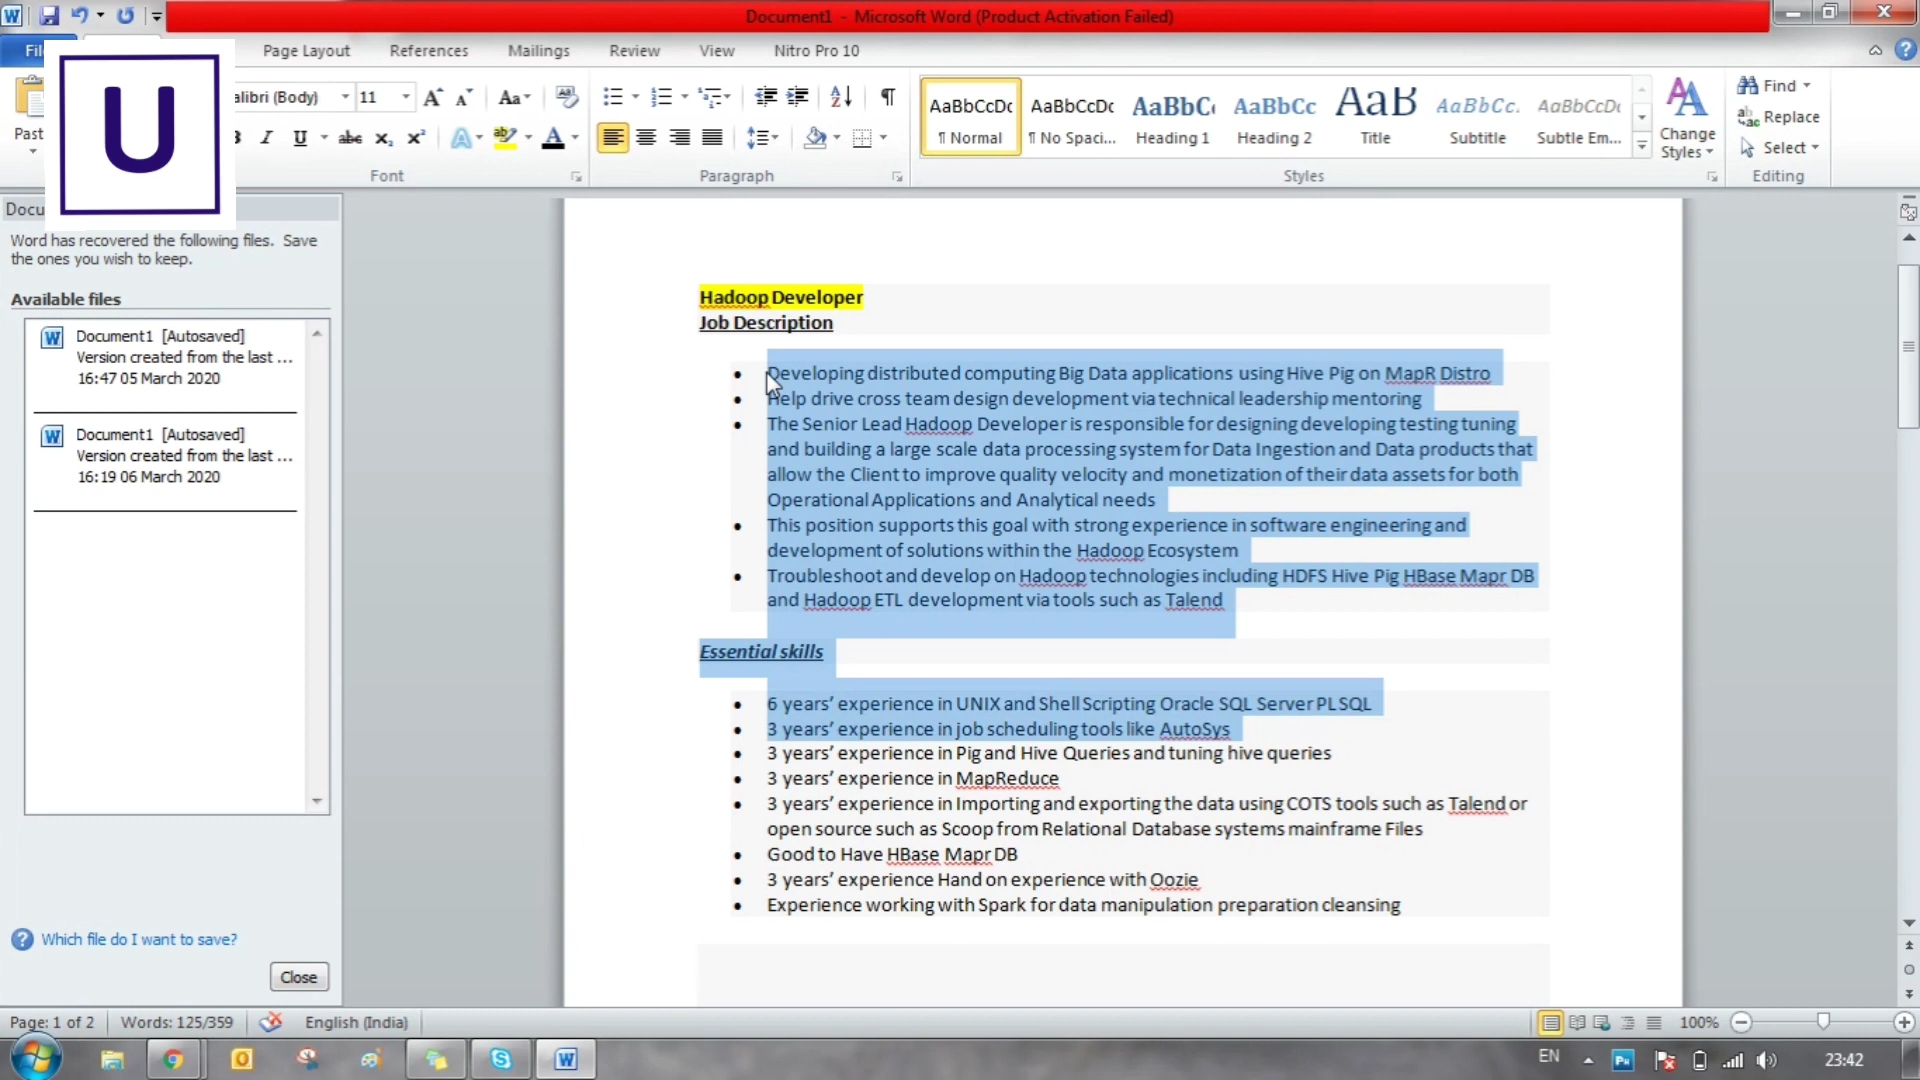 Document1 - Microsoft Word (Product Activation Failed)
Page Layout References Mailings Review View Nitro Pro 10
U
alibri (Body) 11
Past
Font Paragraph Styles Editing
AaBbCcDc AaBbCcDc AaBbC AaBbCc AaB AaBbCc. AaBbCcDc
¶ Normal ¶ No Spaci... Heading 1 Heading 2 Title Subtitle Subtle Em...
Change Styles
Find
Replace
Select
Docu
Word has recovered the following files. Save
the ones you wish to keep.
Available files
Document1 [Autosaved]
Version created from the last ...
16:47 05 March 2020
Document1 [Autosaved]
Version created from the last ...
16:19 06 March 2020
Which file do I want to save?
Close
Hadoop Developer
Job Description
• Developing distributed computing Big Data applications using Hive Pig on MapR Distro
• Help drive cross team design development via technical leadership mentoring
• The Senior Lead Hadoop Developer is responsible for designing developing testing tuning
and building a large scale data processing system for Data Ingestion and Data products that
allow the Client to improve quality velocity and monetization of their data assets for both
Operational Applications and Analytical needs
• This position supports this goal with strong experience in software engineering and
development of solutions within the Hadoop Ecosystem
• Troubleshoot and develop on Hadoop technologies including HDFS Hive Pig HBase Mapr DB
and Hadoop ETL development via tools such as Talend
Essential skills
• 6 years’ experience in UNIX and Shell Scripting Oracle SQL Server PL SQL
• 3 years’ experience in job scheduling tools like AutoSys
• 3 years’ experience in Pig and Hive Queries and tuning hive queries
• 3 years’ experience in MapReduce
• 3 years’ experience in Importing and exporting the data using COTS tools such as Talend or
open source such as Scoop from Relational Database systems mainframe Files
• Good to Have HBase Mapr DB
• 3 years’ experience Hand on experience with Oozie
• Experience working with Spark for data manipulation preparation cleansing
Page: 1 of 2 Words: 125/359 English (India) 100%
EN 23:42